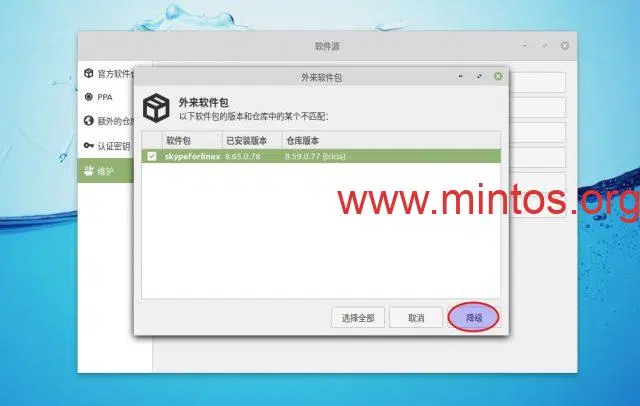 软件源
外来软件包
官方软件仓
PPA
额外的仓库
认证密钥
维护
外来软件包
以下软件包的版本和仓库中的某个不匹配：
软件包 已安装版本 仓库版本
skypeforlinux 8.65.0.78 8.59.0.77 (tricia)
www.mintos.org
选择全部 取消 降级